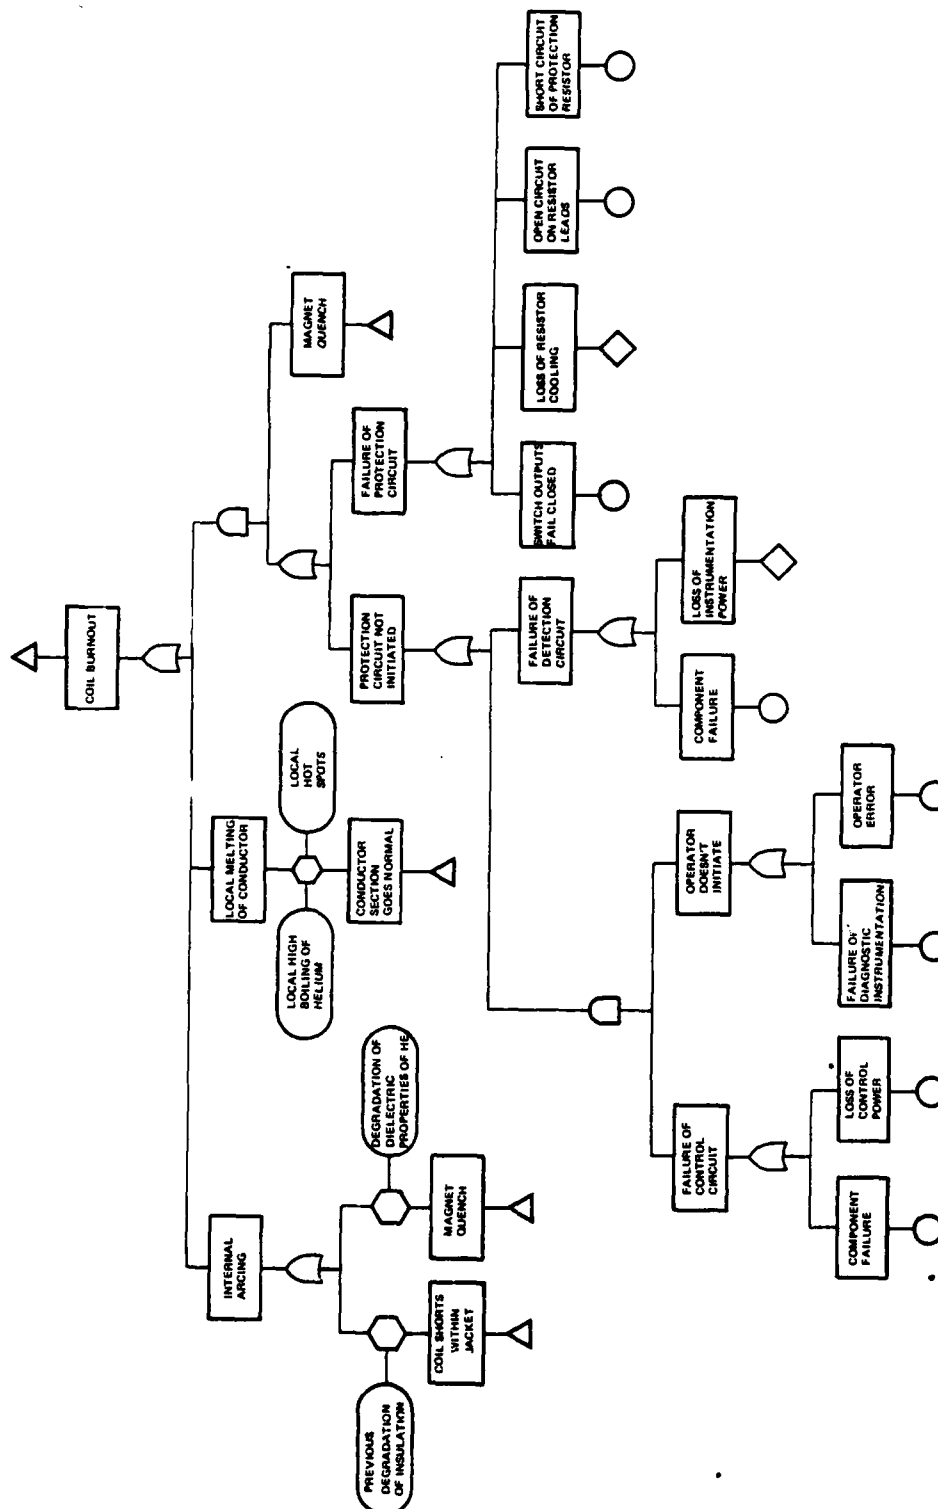 COIL BURNOUT
INTERNAL
ARCING
LOCAL MELTING
OF CONDUCTOR
MAGNET
QUENCH
PREVIOUS
DEGRADATION
OF INSULATION
COIL SHORTS
WITHIN
JACKET
DEGRADATION OF
DIELECTRIC
PROPERTIES OF HE
MAGNET
QUENCH
LOCAL HIGH
BOILING OF
HELIUM
LOCAL
HOT
SPOTS
CONDUCTOR
SECTION
GOES NORMAL
PROTECTION
CIRCUIT NOT
INITIATED
FAILURE OF
PROTECTION
CIRCUIT
FAILURE OF
DETECTION
CIRCUIT
SWITCH OUTPUTS
FAIL CLOSED
LOSS OF RESISTOR
COOLING
OPEN CIRCUIT
ON RESISTOR
LEADS
SHORT CIRCUIT
OF PROTECTION
RESISTOR
FAILURE OF
CONTROL
CIRCUIT
OPERATOR
DOESN'T
INITIATE
COMPONENT
FAILURE
LOSS OF
INSTRUMENTATION
POWER
COMPONENT
FAILURE
LOSS OF
CONTROL
POWER
FAILURE OF
DIAGNOSTIC
INSTRUMENTATION
OPERATOR
ERROR